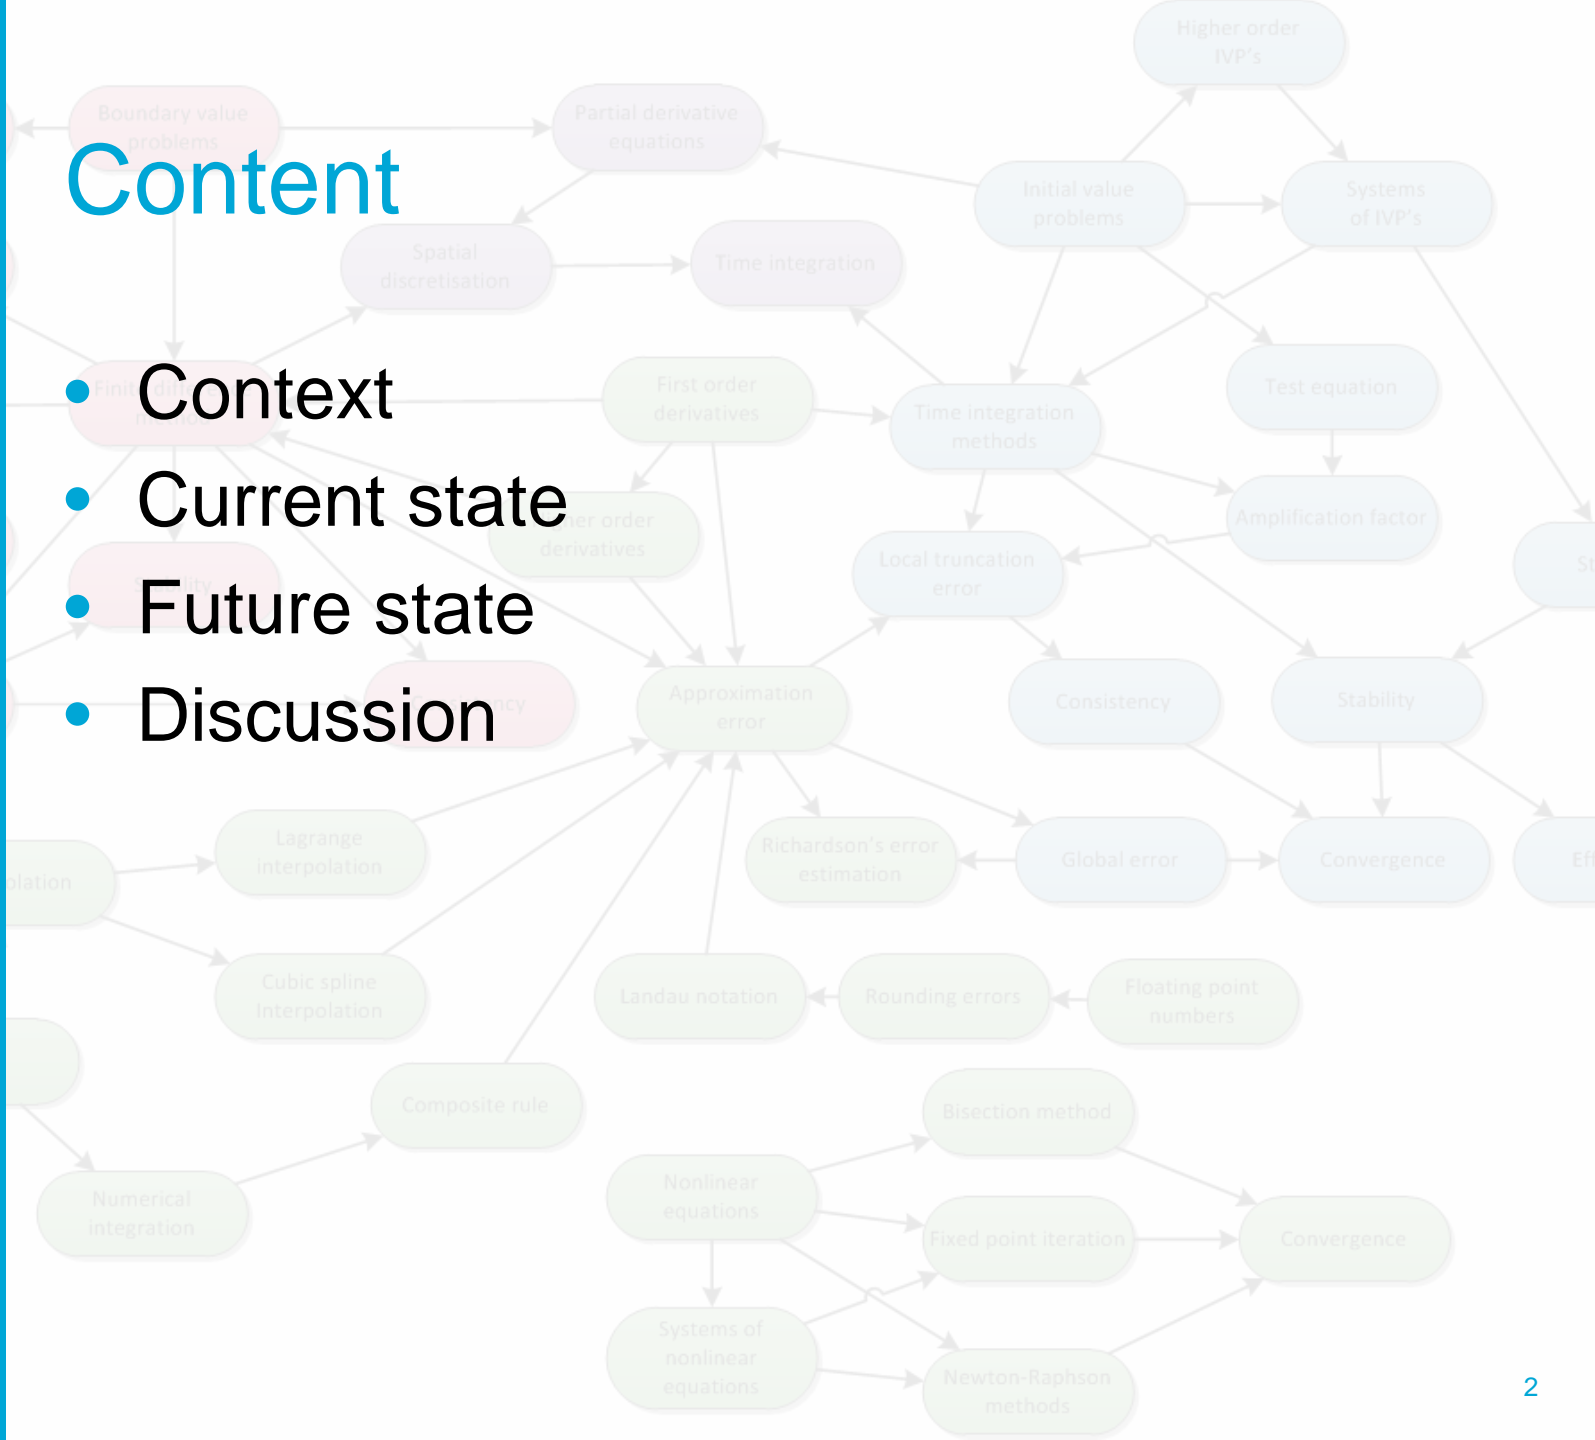 Content
• Context
• Current state
• Future state
• Discussion
Higher order
IVP's
Boundary value
problems
Partial derivative
equations
Initial value
problems
Systems
of IVP's
Spatial
discretisation
Time integration
First order
derivatives
Time integration
methods
Test equation
order
derivatives
Amplification factor
Local truncation
error
Approximation
error
Consistency
Stability
Lagrange
interpolation
Richardson's error
estimation
Global error
Convergence
olation
Cubic spline
Interpolation
Landau notation
Rounding errors
Floating point
numbers
Composite rule
Bisection method
Numerical
integration
Nonlinear
equations
Fixed point iteration
Convergence
Systems of
nonlinear
equations
Newton-Raphson
methods
2